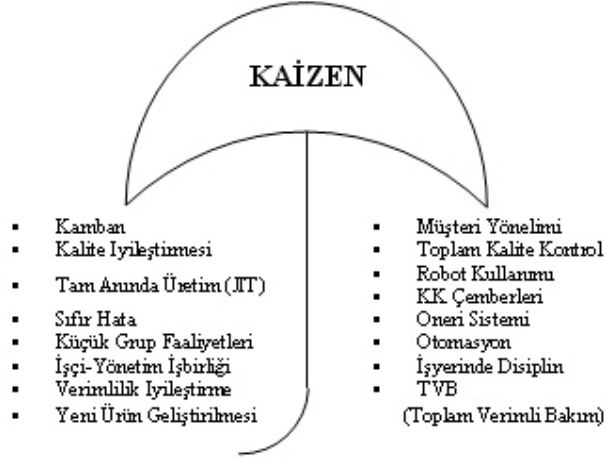 KAİZEN
Kamban
Kalite Iyileştirmesi
Tam Anında Üretim (JIT)
Sıfır Hata
Küçük Grup Faaliyetleri
İşçi-Yönetim İşbirliği
Verimlilik Iyileştirme
Yeni Ürün Geliştirilmesi
Müşteri Yönelimi
Toplam Kalite Kontrol
Robot Kullanımı
KK Çemberleri
Oneri Sistemi
Otomasyon
İşyerinde Disiplin
TVB
(Toplam Verimli Bakım)